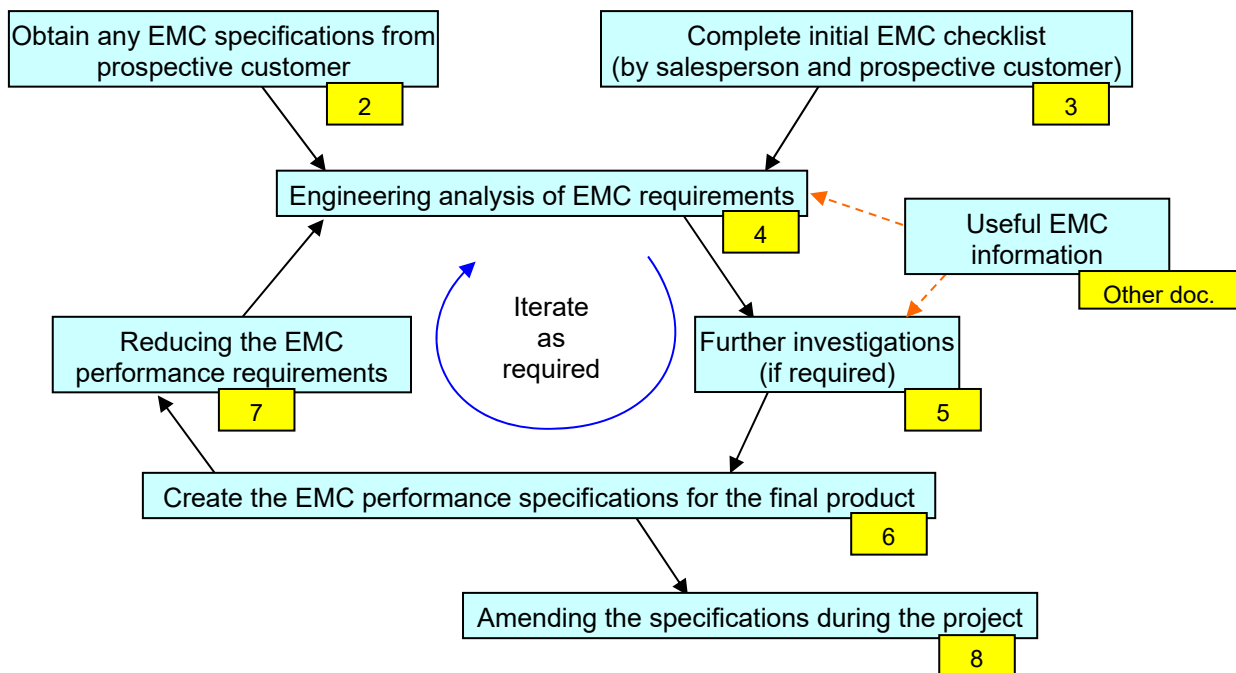 Obtain any EMC specifications from
prospective customer
2
Complete initial EMC checklist
(by salesperson and prospective customer)
3
Engineering analysis of EMC requirements
4
Useful EMC
information
Other doc.
Iterate
as
required
Reducing the EMC
performance requirements
7
Further investigations
(if required)
5
Create the EMC performance specifications for the final product
6
Amending the specifications during the project
8